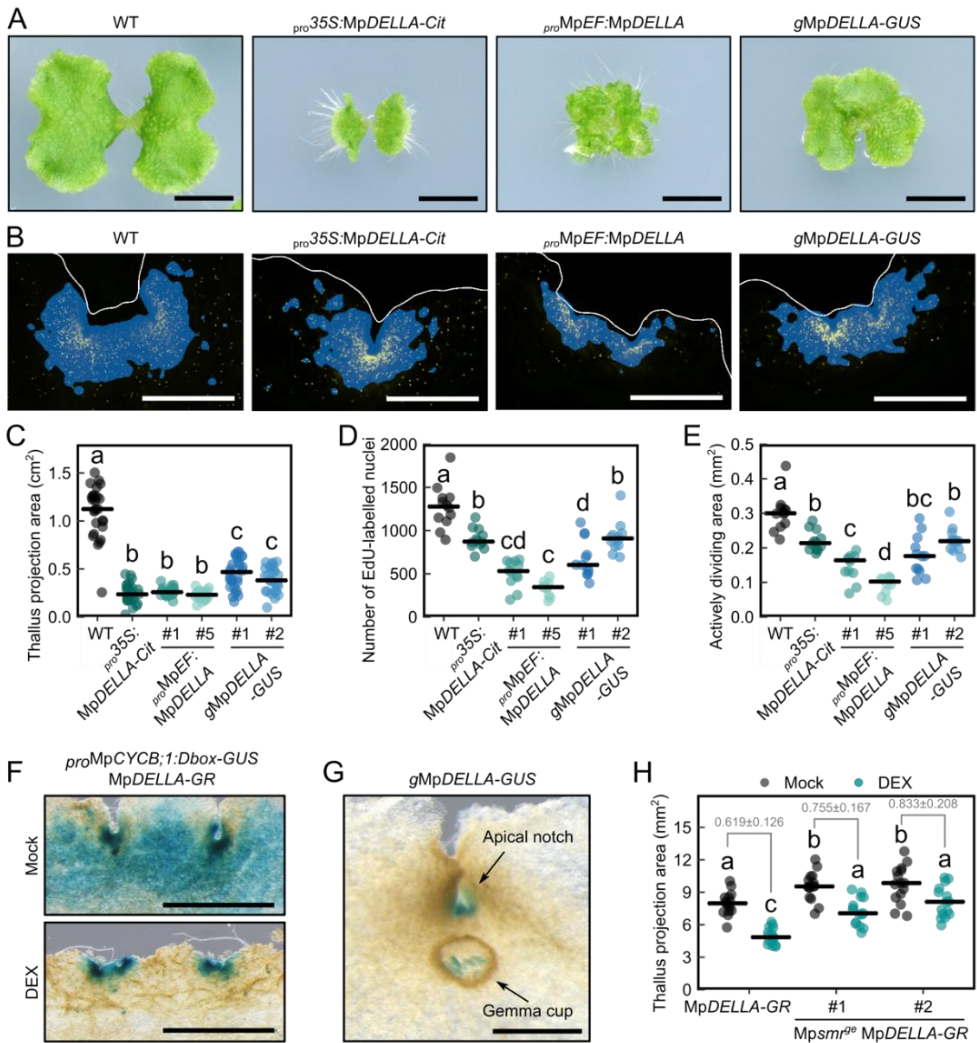 A
WT
pro35S:MpDELLA-Cit
proMpEF:MpDELLA
gMpDELLA-GUS
B
WT
pro35S:MpDELLA-Cit
proMpEF:MpDELLA
gMpDELLA-GUS
C
Thallus projection area (cm²)
1.5
1.0
0.5
0.0
a
b
b
b
c
c
WT
pro35S:
MpDELLA-Cit
#1
#5
proMpEF:
MpDELLA
#1
#2
gMpDELLA
-GUS
D
Number of EdU-labelled nuclei
2000
1500
1000
500
0
a
b
cd
c
d
b
WT
pro35S:
MpDELLA-Cit
#1
#5
proMpEF:
MpDELLA
#1
#2
gMpDELLA
-GUS
E
Actively dividing area (mm²)
0.5
0.4
0.3
0.2
0.1
0.0
a
b
c
d
bc
b
WT
pro35S:
MpDELLA-Cit
#1
#5
proMpEF:
MpDELLA
#1
#2
gMpDELLA
-GUS
F
proMpCYCB;1:Dbox-GUS
MpDELLA-GR
Mock
DEX
G
gMpDELLA-GUS
Apical notch
Gemma cup
H
Mock
DEX
Thallus projection area (mm²)
15
12
9
6
3
0
0.619±0.126
0.755±0.167
0.833±0.208
a
c
b
a
b
a
MpDELLA-GR
#1
#2
Mpsmrᵍᵉ MpDELLA-GR